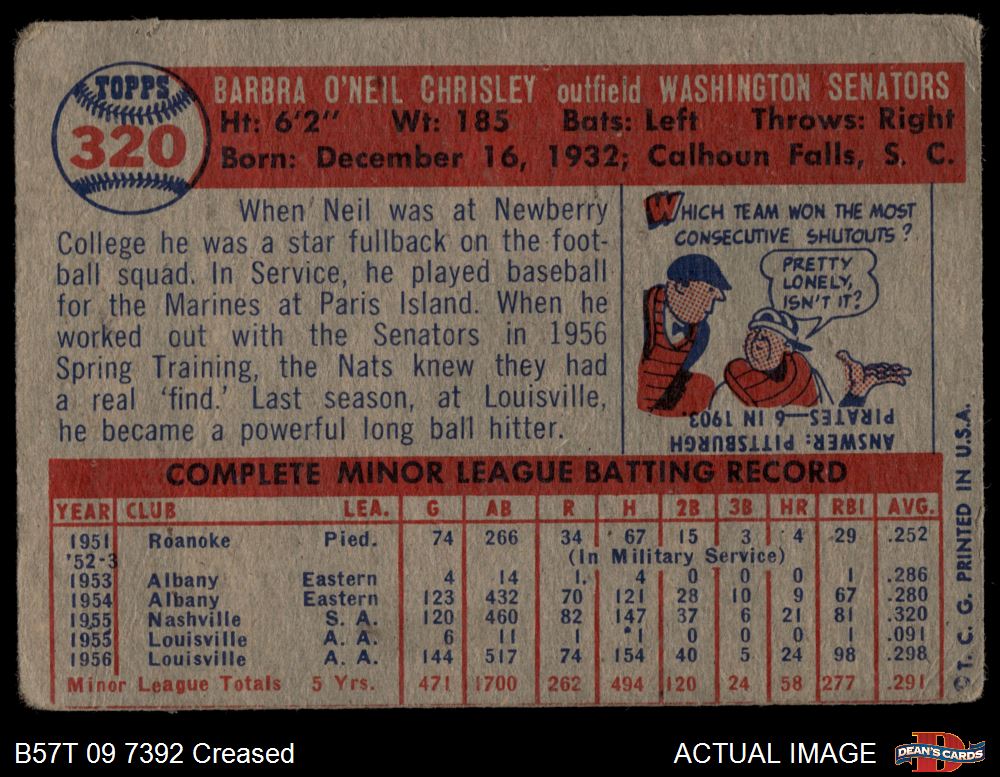 TOPPS
320
BARBRA O'NEIL CHRISLEY outfield WASHINGTON SENATORS
Ht: 6'2" Wt: 185 Bats: Left Throws: Right
Born: December 16, 1932; Calhoun Falls, S. C.
When Neil was at Newberry
College he was a star fullback on the foot-
ball squad. In Service, he played baseball
for the Marines at Paris Island. When he
worked out with the Senators in 1956
Spring Training, the Nats knew they had
a real 'find.' Last season, at Louisville,
he became a powerful long ball hitter.
WHICH TEAM WON THE MOST
CONSECUTIVE SHUTOUTS?
PRETTY
LONELY,
ISN'T IT?
ANSWER: PITTSBURGH
PIRATES—6 IN 1903
COMPLETE MINOR LEAGUE BATTING RECORD
YEAR CLUB LEA. G AB R H 2B 3B HR RBI AVG.
1951 Roanoke Pied. 74 266 34 67 15 3 4 29 .252
'52-3 (In Military Service)
1953 Albany Eastern 4 14 1 4 0 0 0 1 .286
1954 Albany Eastern 123 432 70 121 28 10 9 67 .280
1955 Nashville S. A. 120 460 82 147 37 6 21 81 .320
1955 Louisville A. A. 6 11 1 1 0 0 0 1 .091
1956 Louisville A. A. 144 517 74 154 40 5 24 98 .298
Minor League Totals 5 Yrs. 471 1700 262 494 120 24 58 277 .291
© T. C. G. PRINTED IN U.S.A.
B57T 09 7392 Creased
ACTUAL IMAGE
DEAN'S CARDS